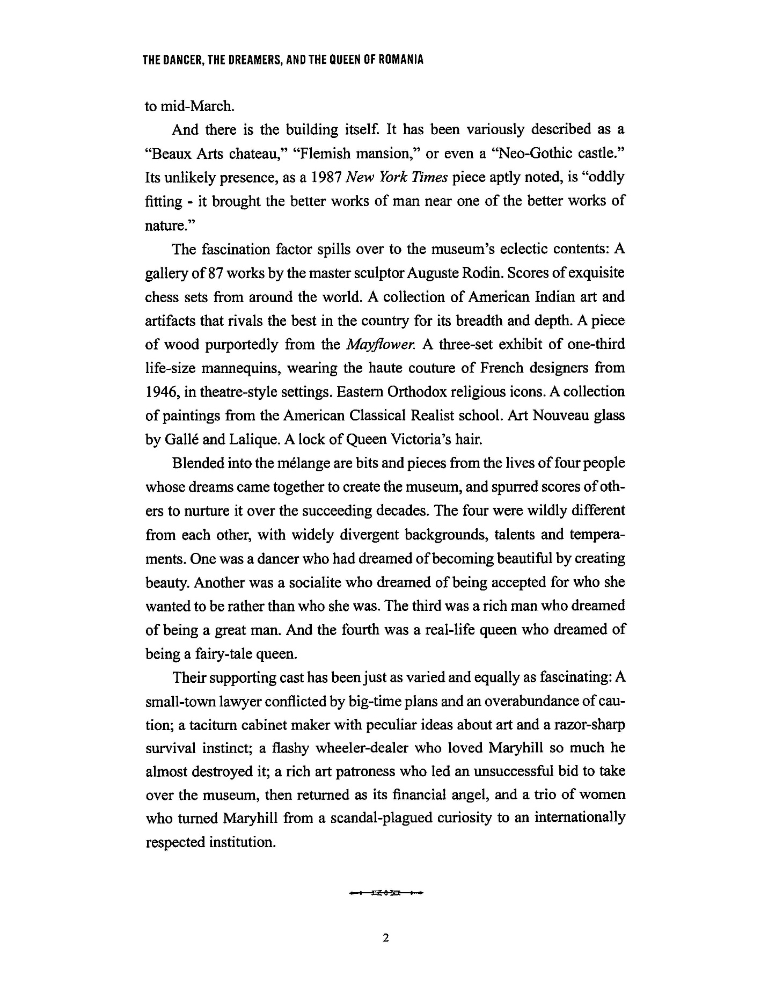 THE DANCER, THE DREAMERS, AND THE QUEEN OF ROMANIA
to mid-March.
And there is the building itself. It has been variously described as a
“Beaux Arts chateau,” “Flemish mansion,” or even a “Neo-Gothic castle.”
Its unlikely presence, as a 1987 New York Times piece aptly noted, is “oddly
fitting - it brought the better works of man near one of the better works of
nature.”
The fascination factor spills over to the museum’s eclectic contents: A
gallery of 87 works by the master sculptor Auguste Rodin. Scores of exquisite
chess sets from around the world. A collection of American Indian art and
artifacts that rivals the best in the country for its breadth and depth. A piece
of wood purportedly from the Mayflower. A three-set exhibit of one-third
life-size mannequins, wearing the haute couture of French designers from
1946, in theatre-style settings. Eastern Orthodox religious icons. A collection
of paintings from the American Classical Realist school. Art Nouveau glass
by Gallé and Lalique. A lock of Queen Victoria’s hair.
Blended into the mélange are bits and pieces from the lives of four people
whose dreams came together to create the museum, and spurred scores of oth-
ers to nurture it over the succeeding decades. The four were wildly different
from each other, with widely divergent backgrounds, talents and tempera-
ments. One was a dancer who had dreamed of becoming beautiful by creating
beauty. Another was a socialite who dreamed of being accepted for who she
wanted to be rather than who she was. The third was a rich man who dreamed
of being a great man. And the fourth was a real-life queen who dreamed of
being a fairy-tale queen.
Their supporting cast has been just as varied and equally as fascinating: A
small-town lawyer conflicted by big-time plans and an overabundance of cau-
tion; a taciturn cabinet maker with peculiar ideas about art and a razor-sharp
survival instinct; a flashy wheeler-dealer who loved Maryhill so much he
almost destroyed it; a rich art patroness who led an unsuccessful bid to take
over the museum, then returned as its financial angel, and a trio of women
who turned Maryhill from a scandal-plagued curiosity to an internationally
respected institution.
2